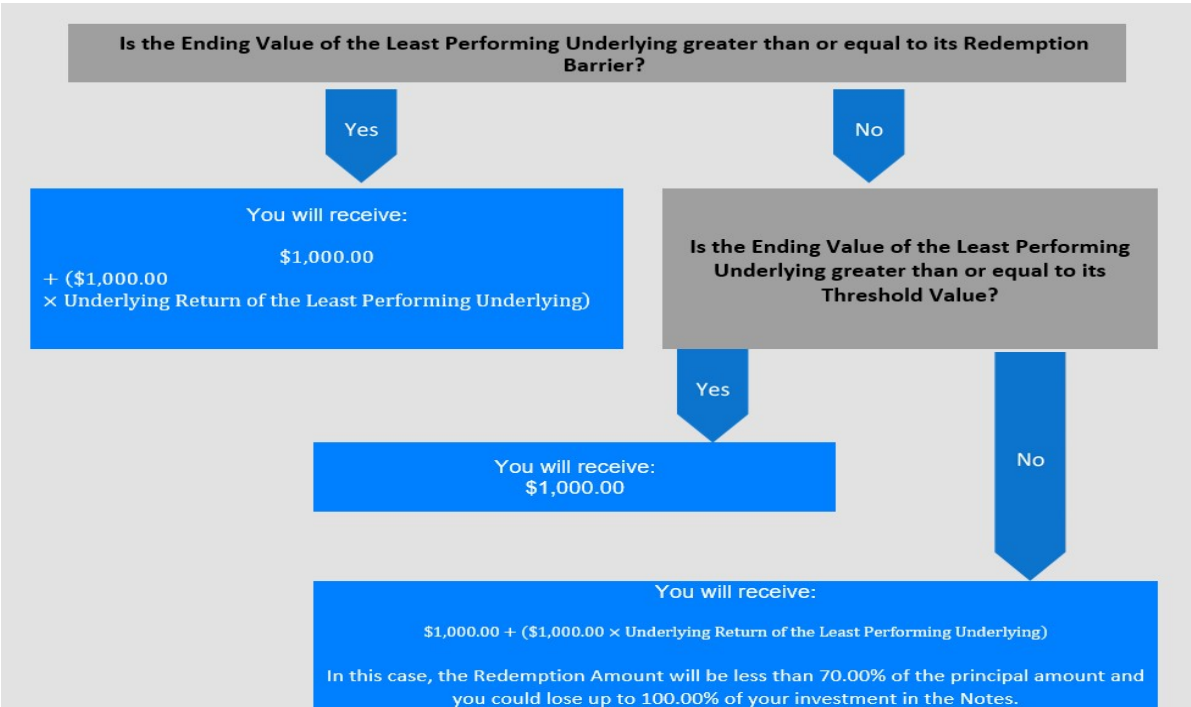 Is the Ending Value of the Least Performing Underlying greater than or equal to its Redemption
Barrier?
Yes
No
You will receive:
$1,000.00
+ ($1,000.00
× Underlying Return of the Least Performing Underlying)
Is the Ending Value of the Least Performing
Underlying greater than or equal to its
Threshold Value?
Yes
No
You will receive:
$1,000.00
You will receive:
$1,000.00 + ($1,000.00 × Underlying Return of the Least Performing Underlying)
In this case, the Redemption Amount will be less than 70.00% of the principal amount and
you could lose up to 100.00% of your investment in the Notes.